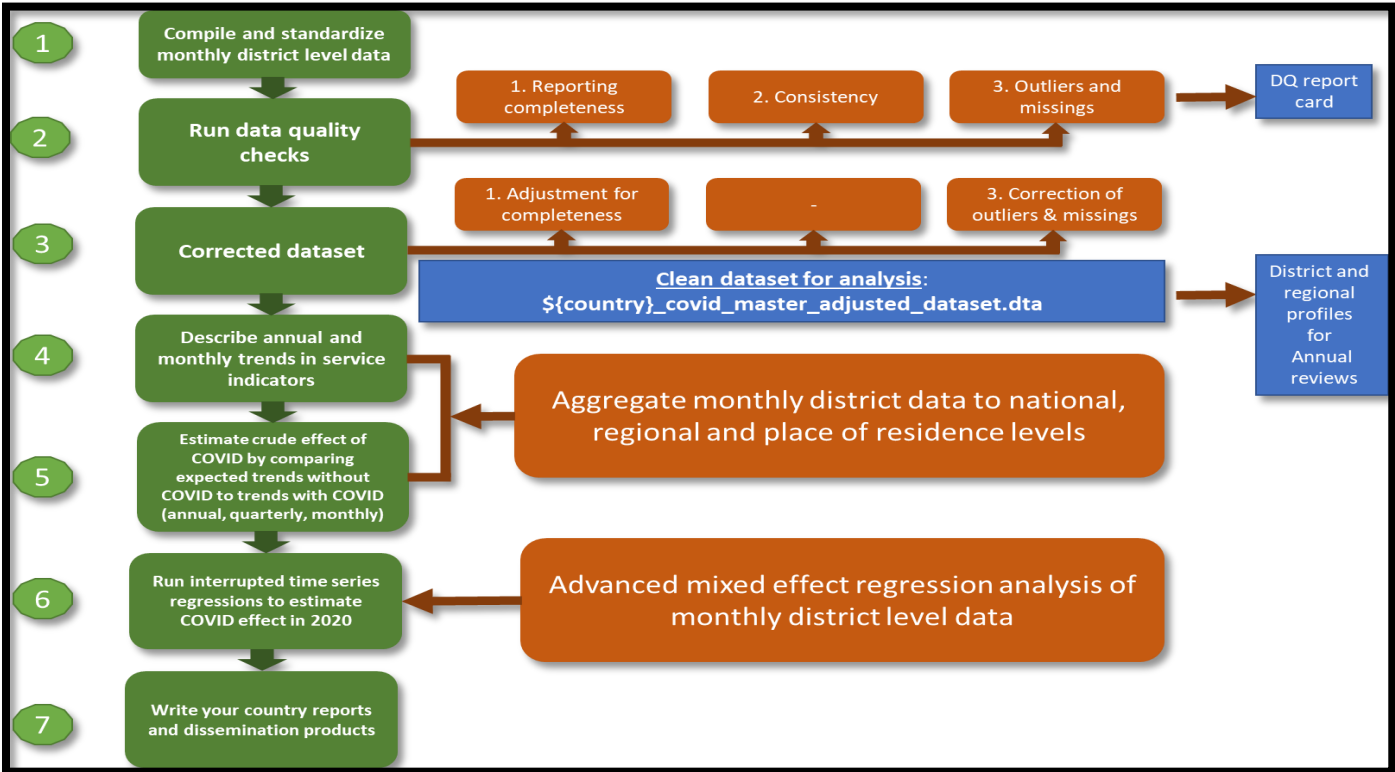 1
Compile and standardize
monthly district level data
2
Run data quality
checks
1. Reporting
completeness
2. Consistency
3. Outliers and
missings
DQ report
card
3
Corrected dataset
1. Adjustment for
completeness
-
3. Correction of
outliers & missings
Clean dataset for analysis:
${country}_covid_master_adjusted_dataset.dta
District and
regional
profiles
for
Annual
reviews
4
Describe annual and
monthly trends in service
indicators
5
Estimate crude effect of
COVID by comparing
expected trends without
COVID to trends with COVID
(annual, quarterly, monthly)
Aggregate monthly district data to national,
regional and place of residence levels
6
Run interrupted time series
regressions to estimate
COVID effect in 2020
Advanced mixed effect regression analysis of
monthly district level data
7
Write your country reports
and dissemination products